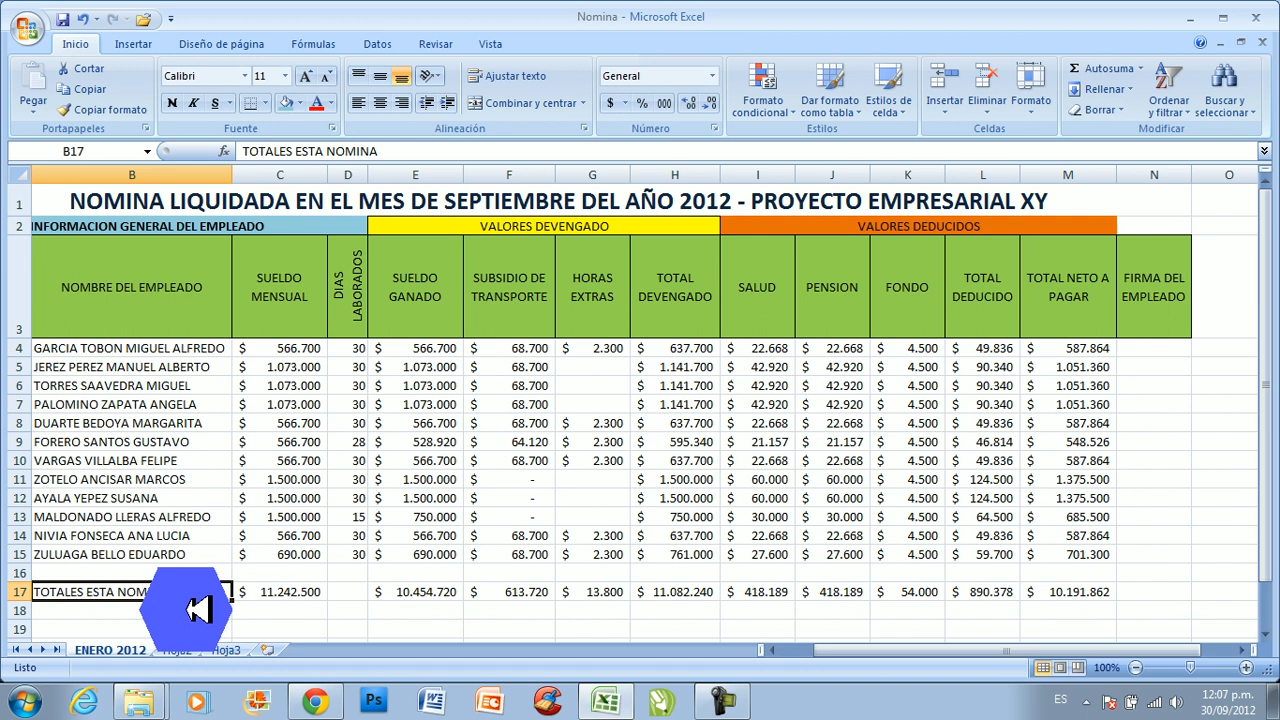 Nomina - Microsoft Excel
Inicio Insertar Diseño de página Fórmulas Datos Revisar Vista
Pegar Cortar Copiar Copiar formato Portapapeles
Calibri 11 N K S Fuente
Ajustar texto Combinar y centrar Alineación
General $ % 000 Número
Formato condicional Dar formato como tabla Estilos de celda Estilos
Insertar Eliminar Formato Celdas
Autosuma Rellenar Borrar Ordenar y filtrar Buscar y seleccionar Modificar
B17 fx TOTALES ESTA NOMINA
B C D E F G H I J K L M N O
1 NOMINA LIQUIDADA EN EL MES DE SEPTIEMBRE DEL AÑO 2012 - PROYECTO EMPRESARIAL XY
2 INFORMACION GENERAL DEL EMPLEADO VALORES DEVENGADO VALORES DEDUCIDOS
3 NOMBRE DEL EMPLEADO SUELDO MENSUAL DIAS LABORADOS SUELDO GANADO SUBSIDIO DE TRANSPORTE HORAS EXTRAS TOTAL DEVENGADO SALUD PENSION FONDO TOTAL DEDUCIDO TOTAL NETO A PAGAR FIRMA DEL EMPLEADO
4 GARCIA TOBON MIGUEL ALFREDO $ 566.700 30 $ 566.700 $ 68.700 $ 2.300 $ 637.700 $ 22.668 $ 22.668 $ 4.500 $ 49.836 $ 587.864
5 JEREZ PEREZ MANUEL ALBERTO $ 1.073.000 30 $ 1.073.000 $ 68.700 $ 1.141.700 $ 42.920 $ 42.920 $ 4.500 $ 90.340 $ 1.051.360
6 TORRES SAAVEDRA MIGUEL $ 1.073.000 30 $ 1.073.000 $ 68.700 $ 1.141.700 $ 42.920 $ 42.920 $ 4.500 $ 90.340 $ 1.051.360
7 PALOMINO ZAPATA ANGELA $ 1.073.000 30 $ 1.073.000 $ 68.700 $ 1.141.700 $ 42.920 $ 42.920 $ 4.500 $ 90.340 $ 1.051.360
8 DUARTE BEDOYA MARGARITA $ 566.700 30 $ 566.700 $ 68.700 $ 2.300 $ 637.700 $ 22.668 $ 22.668 $ 4.500 $ 49.836 $ 587.864
9 FORERO SANTOS GUSTAVO $ 566.700 28 $ 528.920 $ 64.120 $ 2.300 $ 595.340 $ 21.157 $ 21.157 $ 4.500 $ 46.814 $ 548.526
10 VARGAS VILLALBA FELIPE $ 566.700 30 $ 566.700 $ 68.700 $ 2.300 $ 637.700 $ 22.668 $ 22.668 $ 4.500 $ 49.836 $ 587.864
11 ZOTELO ANCISAR MARCOS $ 1.500.000 30 $ 1.500.000 $ - $ 1.500.000 $ 60.000 $ 60.000 $ 4.500 $ 124.500 $ 1.375.500
12 AYALA YEPEZ SUSANA $ 1.500.000 30 $ 1.500.000 $ - $ 1.500.000 $ 60.000 $ 60.000 $ 4.500 $ 124.500 $ 1.375.500
13 MALDONADO LLERAS ALFREDO $ 1.500.000 15 $ 750.000 $ - $ 750.000 $ 30.000 $ 30.000 $ 4.500 $ 64.500 $ 685.500
14 NIVIA FONSECA ANA LUCIA $ 566.700 30 $ 566.700 $ 68.700 $ 2.300 $ 637.700 $ 22.668 $ 22.668 $ 4.500 $ 49.836 $ 587.864
15 ZULUAGA BELLO EDUARDO $ 690.000 30 $ 690.000 $ 68.700 $ 2.300 $ 761.000 $ 27.600 $ 27.600 $ 4.500 $ 59.700 $ 701.300
16
17 TOTALES ESTA NOM $ 11.242.500 $ 10.454.720 $ 613.720 $ 13.800 $ 11.082.240 $ 418.189 $ 418.189 $ 54.000 $ 890.378 $ 10.191.862
18
19
ENERO 2012 Hoja2 Hoja3
Listo 100%
Ps ES 12:07 p.m.
30/09/2012